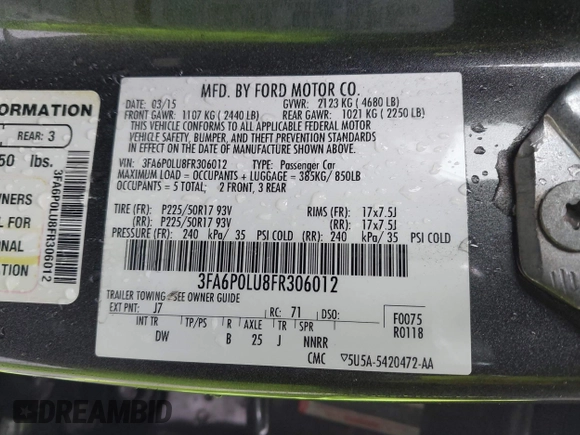 MFD. BY FORD MOTOR CO.
DATE: 03/15 GVWR: 2123 KG (4680 LB)
FRONT GAWR: 1107 KG (2440 LB) REAR GAWR: 1021 KG (2250 LB)
THIS VEHICLE CONFORMS TO ALL APPLICABLE FEDERAL MOTOR
VEHICLE SAFETY, BUMPER, AND THEFT PREVENTION STANDARDS
IN EFFECT ON THE DATE OF MANUFACTURE SHOWN ABOVE.
VIN: 3FA6P0LU8FR306012 TYPE: Passenger Car
MAXIMUM LOAD = OCCUPANTS + LUGGAGE = 385KG/ 850LB
OCCUPANTS = 5 TOTAL; 2 FRONT, 3 REAR
TIRE (FR): P225/50R17 93V RIMS (FR): 17x7.5J
(RR): P225/50R17 93V (RR): 17x7.5J
PRESSURE (FR): 240 kPa/ 35 PSI COLD (RR): 240 kPa/ 35 PSI COLD
3FA6P0LU8FR306012
TRAILER TOWING - SEE OWNER GUIDE
EXT PNT: J7 RC: 71 DSO: F0075
R0118
INT TR TP/PS R AXLE TR SPR
DW B 25 J NNRR
CMC ▽5U5A-5420472-AA
FORMATION
REAR: 3
50 lbs.
WNERS
L FOR
ONAL
TION
3FA6P0LU8FR306012
DREAMBID